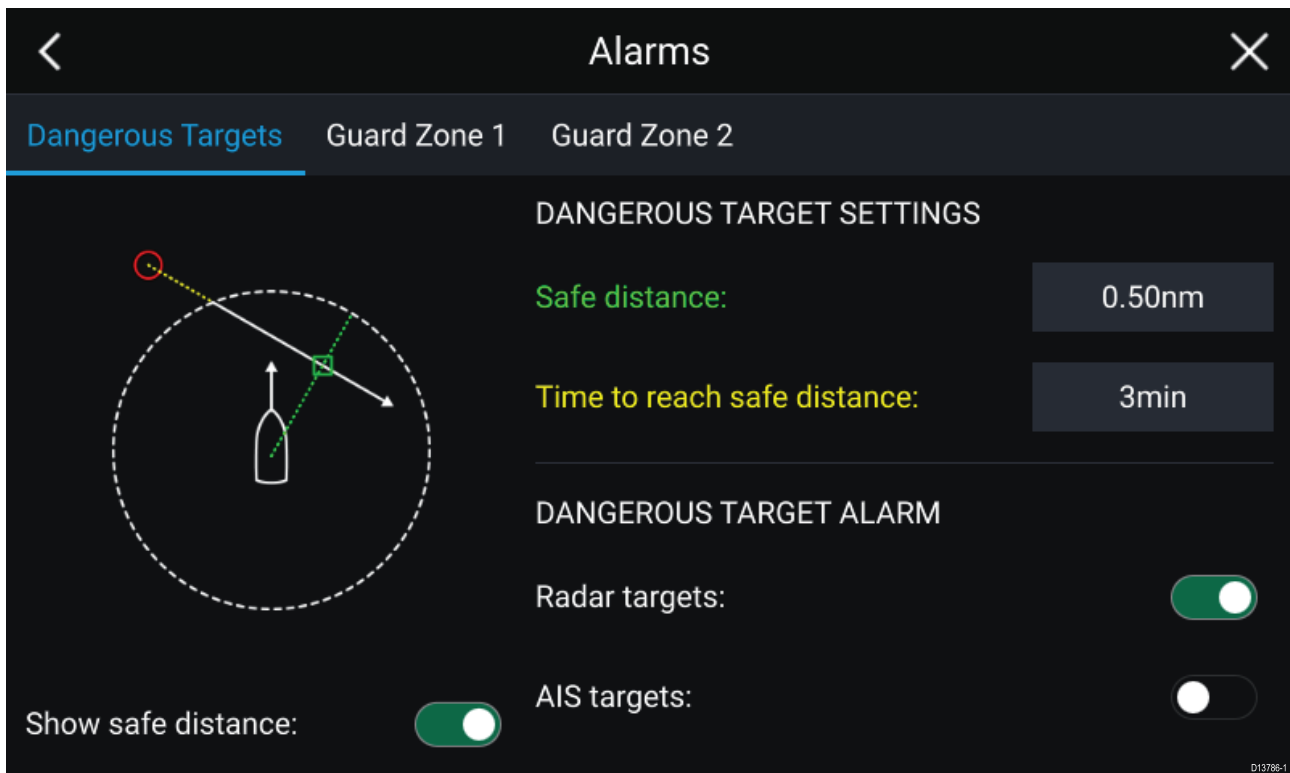 Alarms
Dangerous Targets Guard Zone 1 Guard Zone 2
DANGEROUS TARGET SETTINGS
Safe distance: 0.50nm
Time to reach safe distance: 3min
DANGEROUS TARGET ALARM
Radar targets:
AIS targets:
Show safe distance:
D13786-1